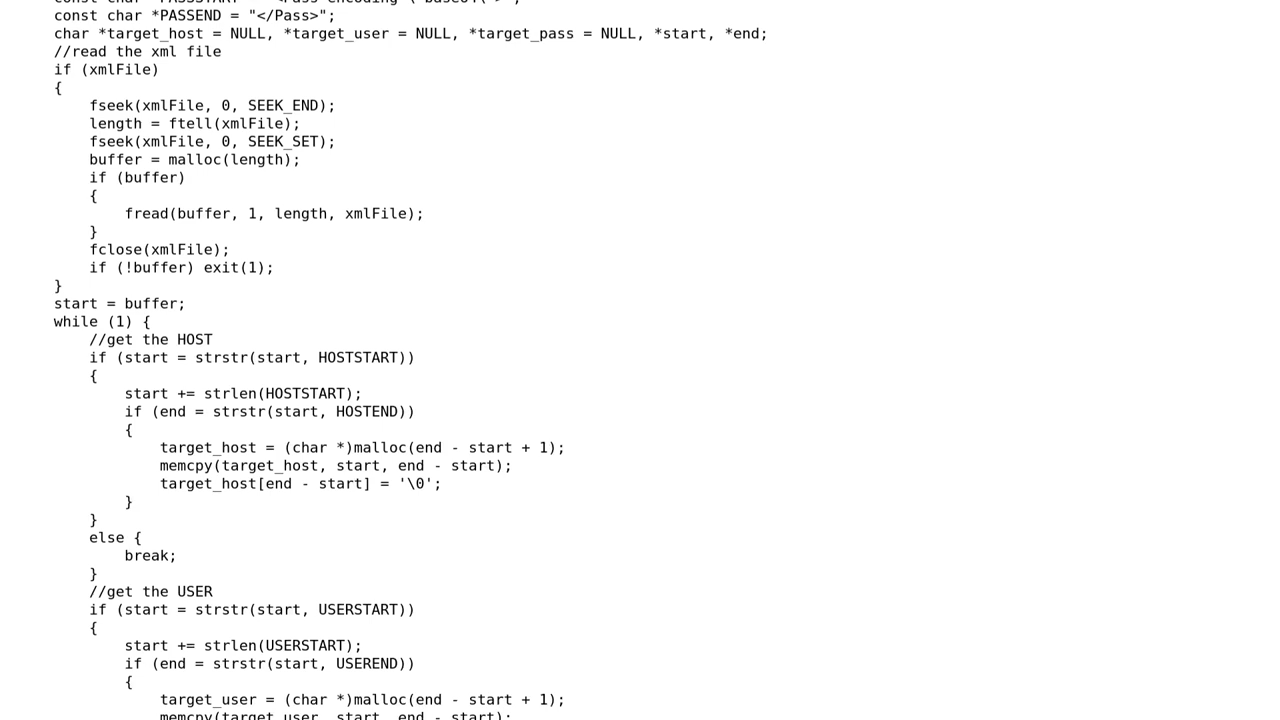 const char *PASSEND = "</Pass>";
char *target_host = NULL, *target_user = NULL, *target_pass = NULL, *start, *end;
//read the xml file
if (xmlFile)
{
fseek(xmlFile, 0, SEEK_END);
length = ftell(xmlFile);
fseek(xmlFile, 0, SEEK_SET);
buffer = malloc(length);
if (buffer)
{
fread(buffer, 1, length, xmlFile);
}
fclose(xmlFile);
if (!buffer) exit(1);
}
start = buffer;
while (1) {
//get the HOST
if (start = strstr(start, HOSTSTART))
{
start += strlen(HOSTSTART);
if (end = strstr(start, HOSTEND))
{
target_host = (char *)malloc(end - start + 1);
memcpy(target_host, start, end - start);
target_host[end - start] = '\0';
}
}
else {
break;
}
//get the USER
if (start = strstr(start, USERSTART))
{
start += strlen(USERSTART);
if (end = strstr(start, USEREND))
{
target_user = (char *)malloc(end - start + 1);
memcpy(target_user, start, end - start);